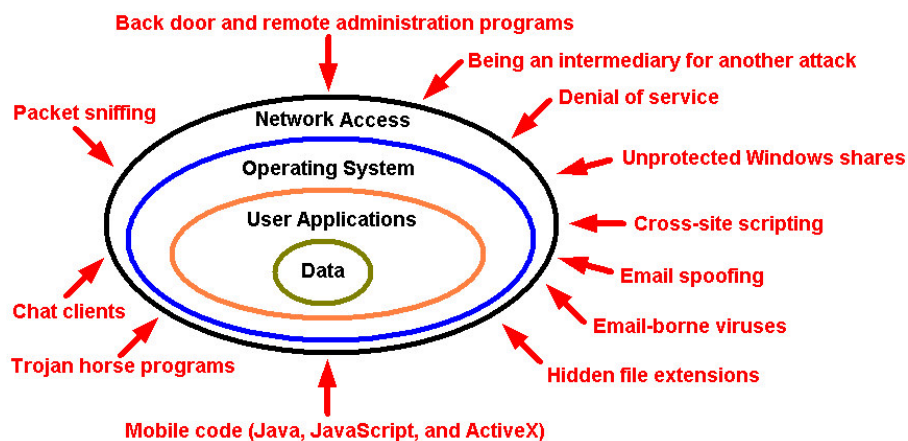 Back door and remote administration programs
Being an intermediary for another attack
Denial of service
Packet sniffing
Network Access
Unprotected Windows shares
Operating System
User Applications
Cross-site scripting
Data
Email spoofing
Chat clients
Email-borne viruses
Trojan horse programs
Hidden file extensions
Mobile code (Java, JavaScript, and ActiveX)